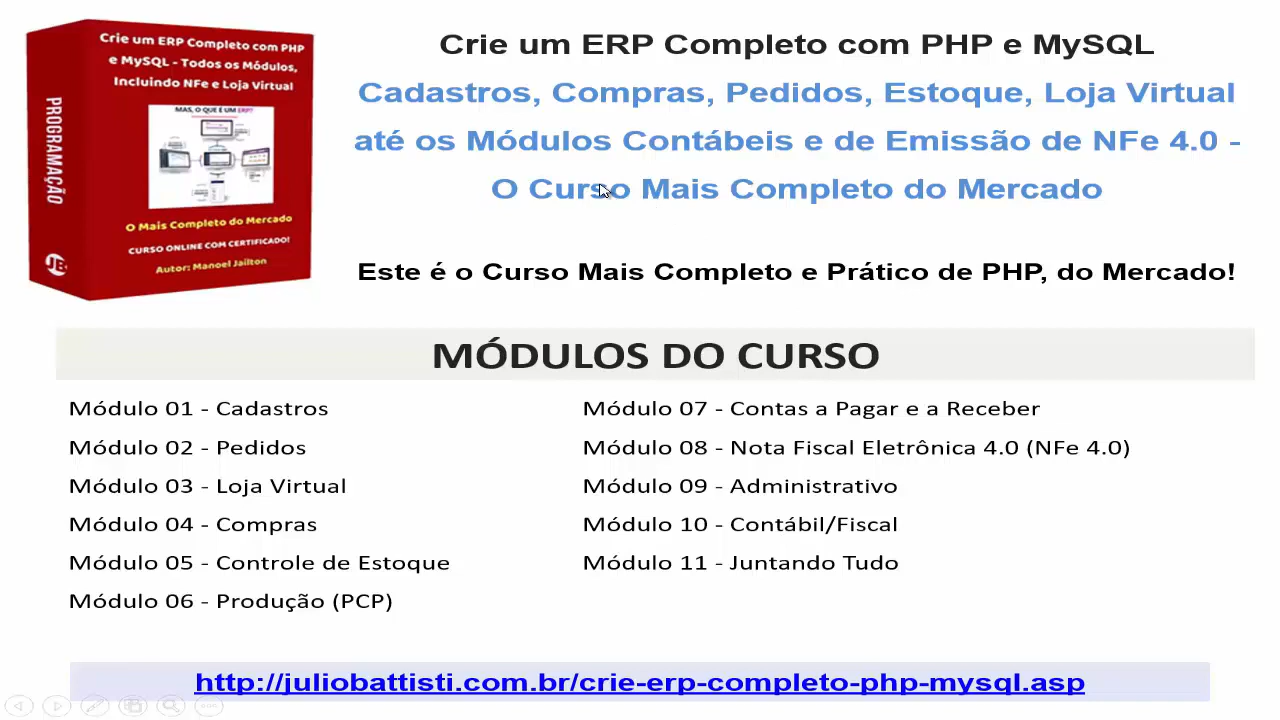 Crie um ERP Completo com PHP
e MySQL - Todos os Módulos,
Incluindo NFe e Loja Virtual
PROGRAMAÇÃO
MAS, O QUE É UM ERP?
O Mais Completo do Mercado
CURSO ONLINE COM CERTIFICADO!
Autor: Manoel Jailton
JB
Crie um ERP Completo com PHP e MySQL
Cadastros, Compras, Pedidos, Estoque, Loja Virtual
até os Módulos Contábeis e de Emissão de NFe 4.0 -
O Curso Mais Completo do Mercado
Este é o Curso Mais Completo e Prático de PHP, do Mercado!
MÓDULOS DO CURSO
Módulo 01 - Cadastros
Módulo 02 - Pedidos
Módulo 03 - Loja Virtual
Módulo 04 - Compras
Módulo 05 - Controle de Estoque
Módulo 06 - Produção (PCP)
Módulo 07 - Contas a Pagar e a Receber
Módulo 08 - Nota Fiscal Eletrônica 4.0 (NFe 4.0)
Módulo 09 - Administrativo
Módulo 10 - Contábil/Fiscal
Módulo 11 - Juntando Tudo
http://juliobattisti.com.br/crie-erp-completo-php-mysql.asp